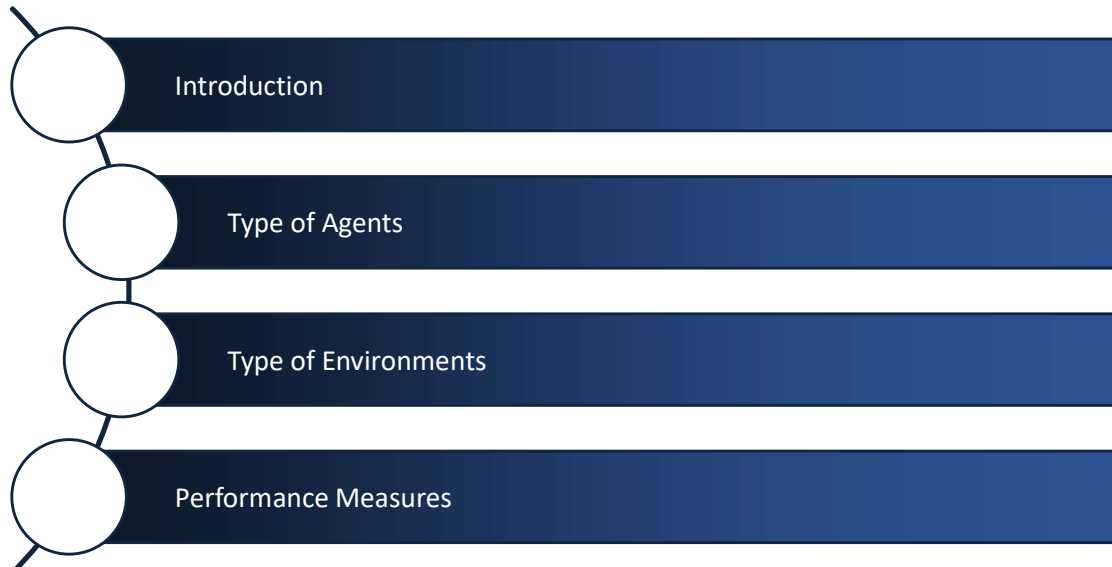 Introduction
Type of Agents
Type of Environments
Performance Measures